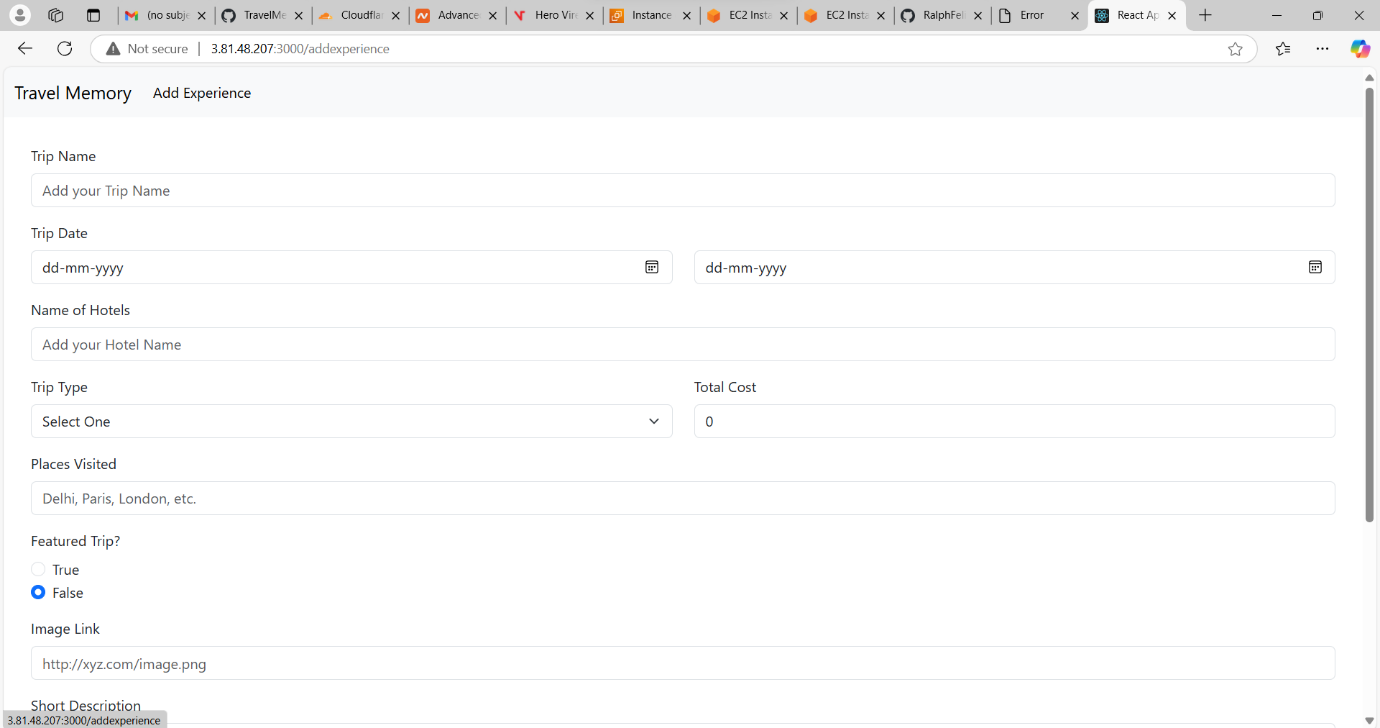 (no subje
TravelMe
Cloudflar
Advanced
Hero Vire
Instance
EC2 Insta
EC2 Insta
RalphFel
Error
React Ap
Not secure
3.81.48.207:3000/addexperience
Travel Memory Add Experience
Trip Name
Add your Trip Name
Trip Date
dd-mm-yyyy dd-mm-yyyy
Name of Hotels
Add your Hotel Name
Trip Type Total Cost
Select One 0
Places Visited
Delhi, Paris, London, etc.
Featured Trip?
True
False
Image Link
http://xyz.com/image.png
Short Description
3.81.48.207:3000/addexperience